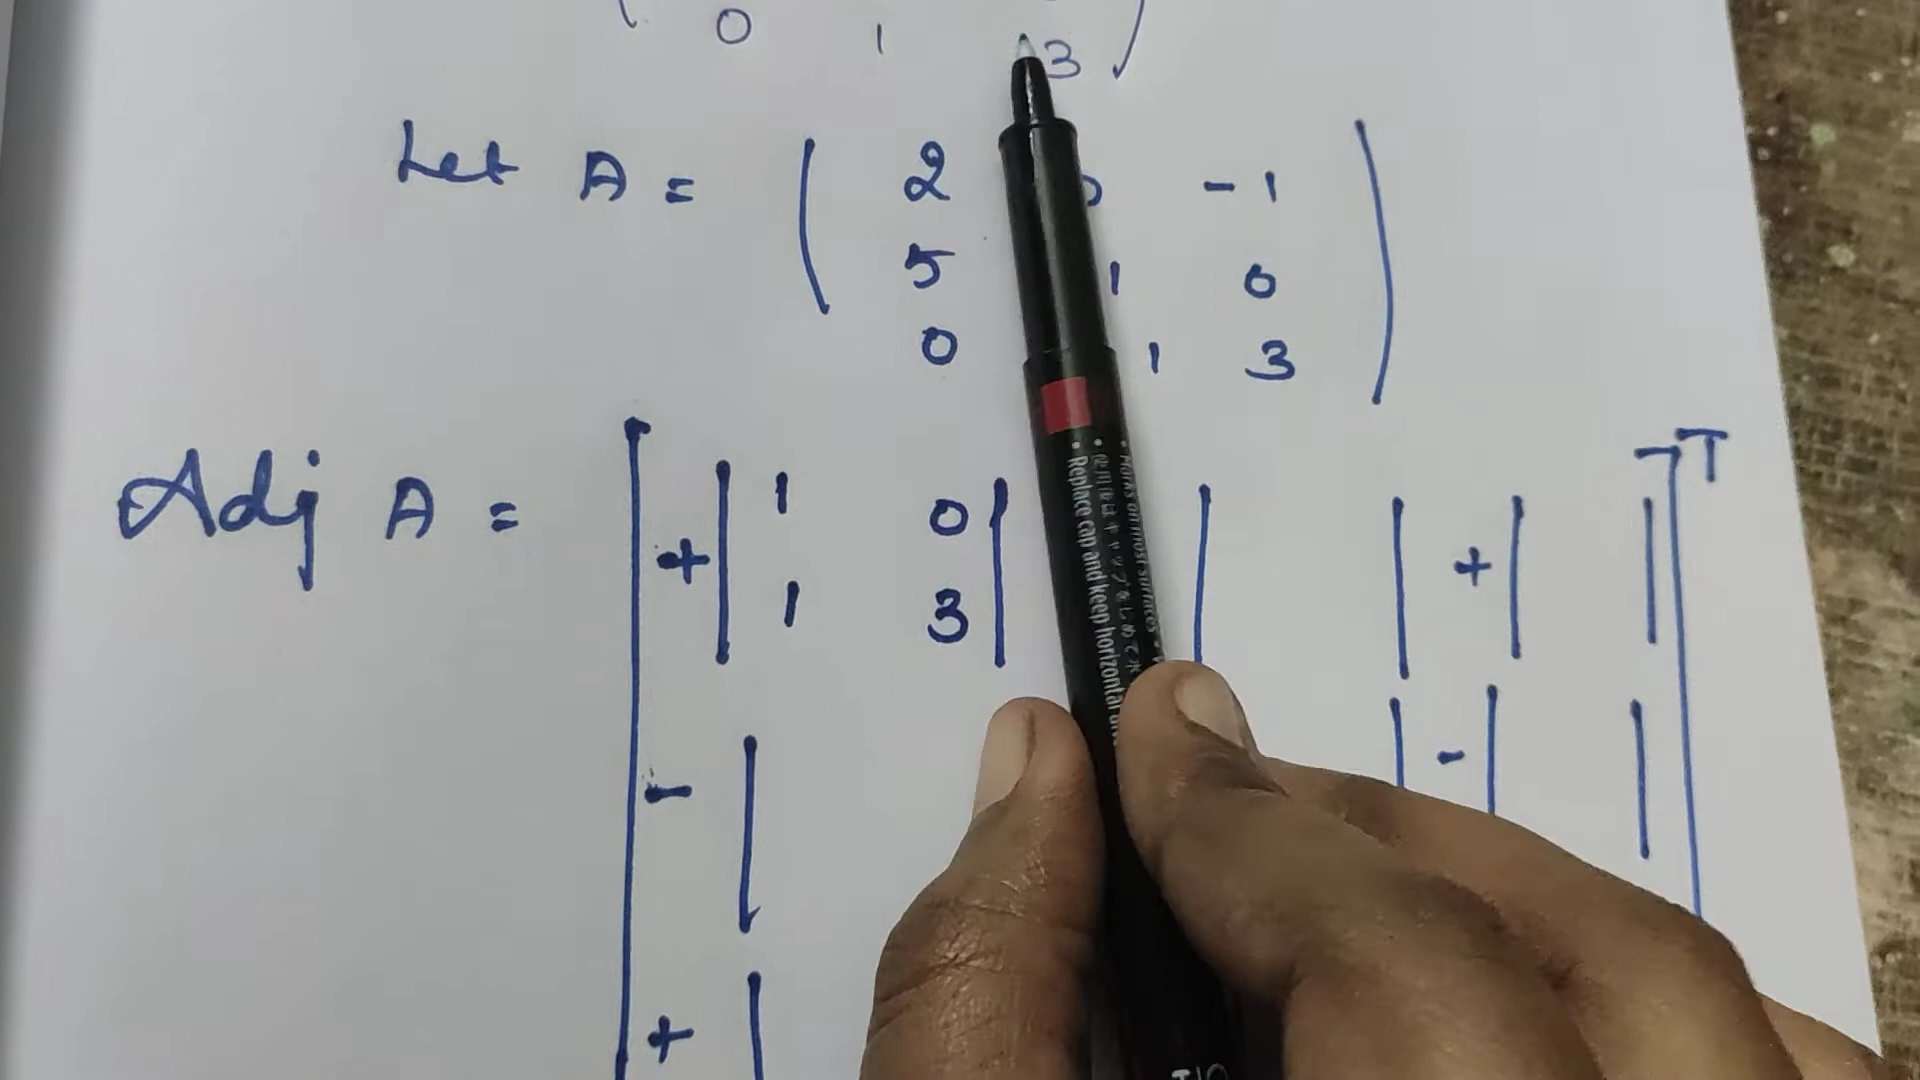 0 1 3
Let A = ( 2 0 -1
5 1 0
0 1 3 )
Adj A = [ + | 1 0 | | | + | | ] T
1 3
- | | - | |
+ |
Replace cap and keep horizontal